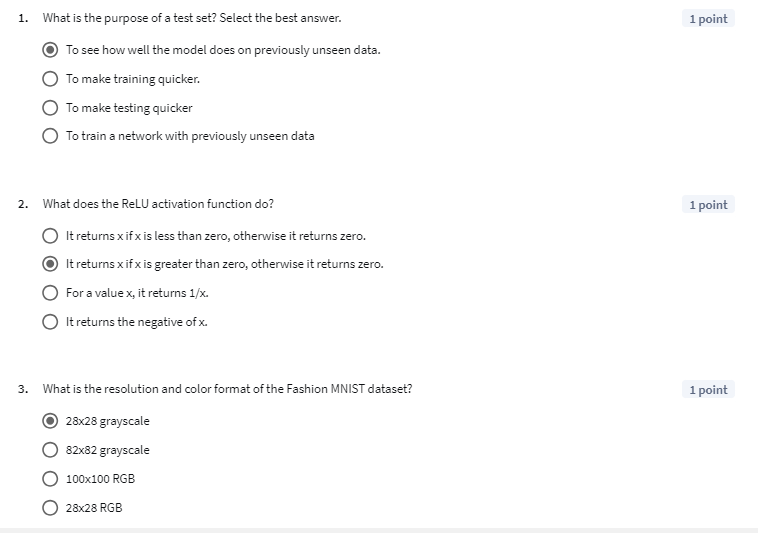 1. What is the purpose of a test set? Select the best answer. 1 point
To see how well the model does on previously unseen data.
To make training quicker.
To make testing quicker
To train a network with previously unseen data
2. What does the ReLU activation function do? 1 point
It returns x if x is less than zero, otherwise it returns zero.
It returns x if x is greater than zero, otherwise it returns zero.
For a value x, it returns 1/x.
It returns the negative of x.
3. What is the resolution and color format of the Fashion MNIST dataset? 1 point
28x28 grayscale
82x82 grayscale
100x100 RGB
28x28 RGB